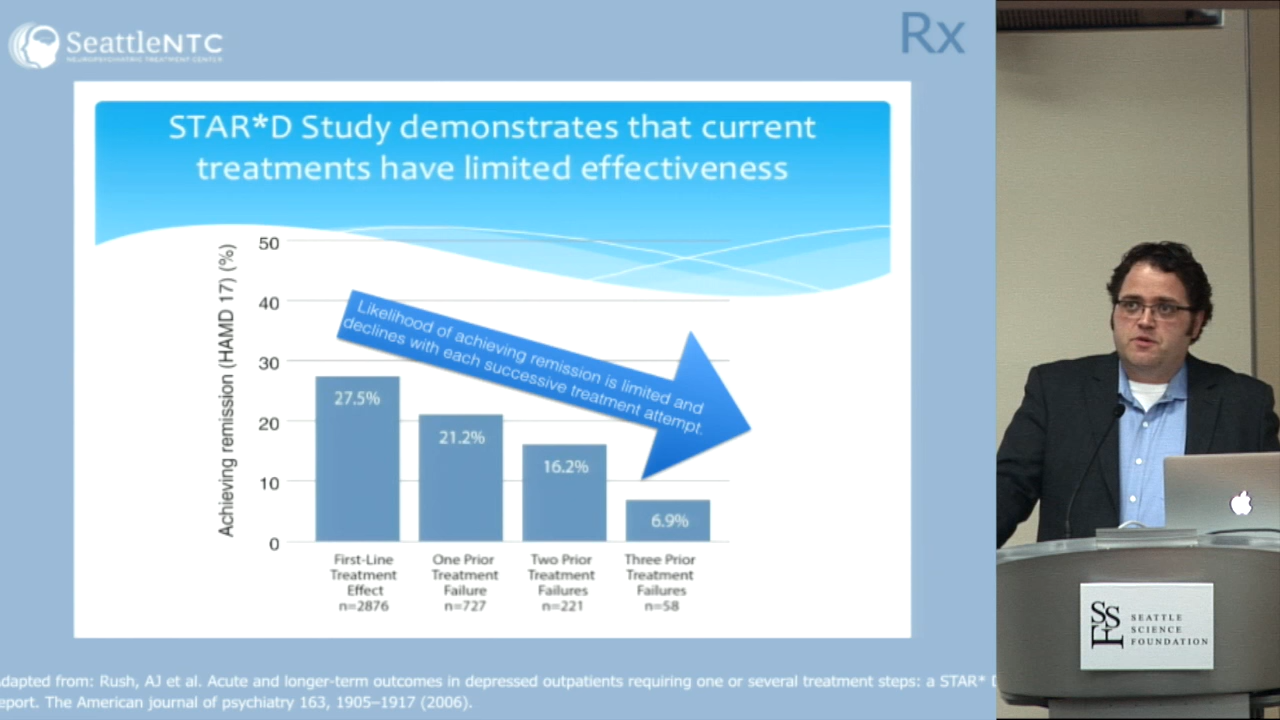 SeattleNTC
NEUROPSYCHIATRIC TREATMENT CENTER
Rx
STAR*D Study demonstrates that current
treatments have limited effectiveness
Achieving remission (HAMD 17) (%)
50
40
30
20
10
0
Likelihood of achieving remission is limited and
declines with each successive treatment attempt.
27.5%
21.2%
16.2%
6.9%
First-Line
Treatment
Effect
n=2876
One Prior
Treatment
Failure
n=727
Two Prior
Treatment
Failures
n=221
Three Prior
Treatment
Failures
n=58
dapted from: Rush, AJ et al. Acute and longer-term outcomes in depressed outpatients requiring one or several treatment steps: a STAR*
eport. The American journal of psychiatry 163, 1905–1917 (2006).
SSF
SEATTLE
SCIENCE
FOUNDATION